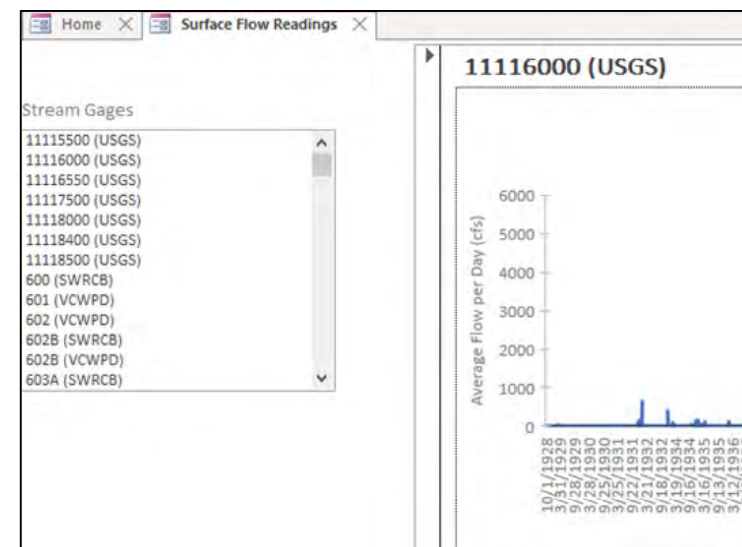 Home
Surface Flow Readings
Stream Gages
11115500 (USGS)
11116000 (USGS)
11116550 (USGS)
11117500 (USGS)
11118000 (USGS)
11118400 (USGS)
11118500 (USGS)
600 (SWRCB)
601 (VCWPD)
602 (VCWPD)
602B (SWRCB)
602B (VCWPD)
603A (SWRCB)
11116000 (USGS)
Average Flow per Day (cfs)
6000
5000
4000
3000
2000
1000
0
10/1/1928
3/31/1929
9/28/1929
3/28/1930
9/25/1930
3/25/1931
9/22/1931
3/21/1932
9/18/1932
3/19/1934
9/16/1934
3/16/1935
9/13/1935
3/12/1936